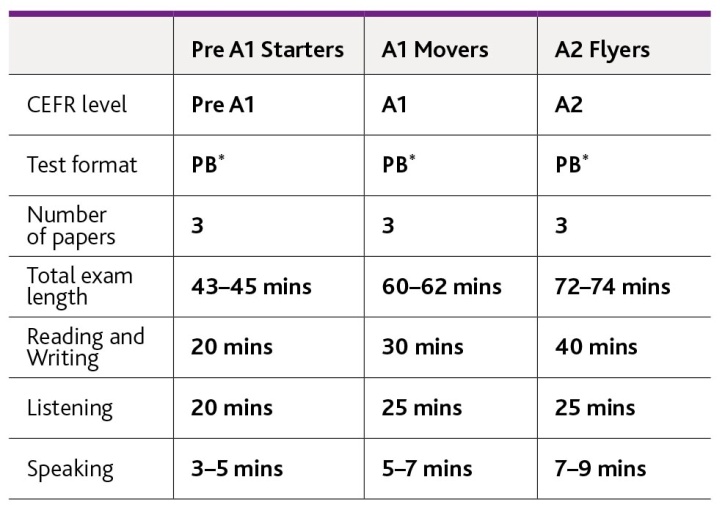 Pre A1 Starters A1 Movers A2 Flyers
CEFR level Pre A1 A1 A2
Test format PB* PB* PB*
Number
of papers 3 3 3
Total exam
length 43–45 mins 60–62 mins 72–74 mins
Reading and
Writing 20 mins 30 mins 40 mins
Listening 20 mins 25 mins 25 mins
Speaking 3–5 mins 5–7 mins 7–9 mins